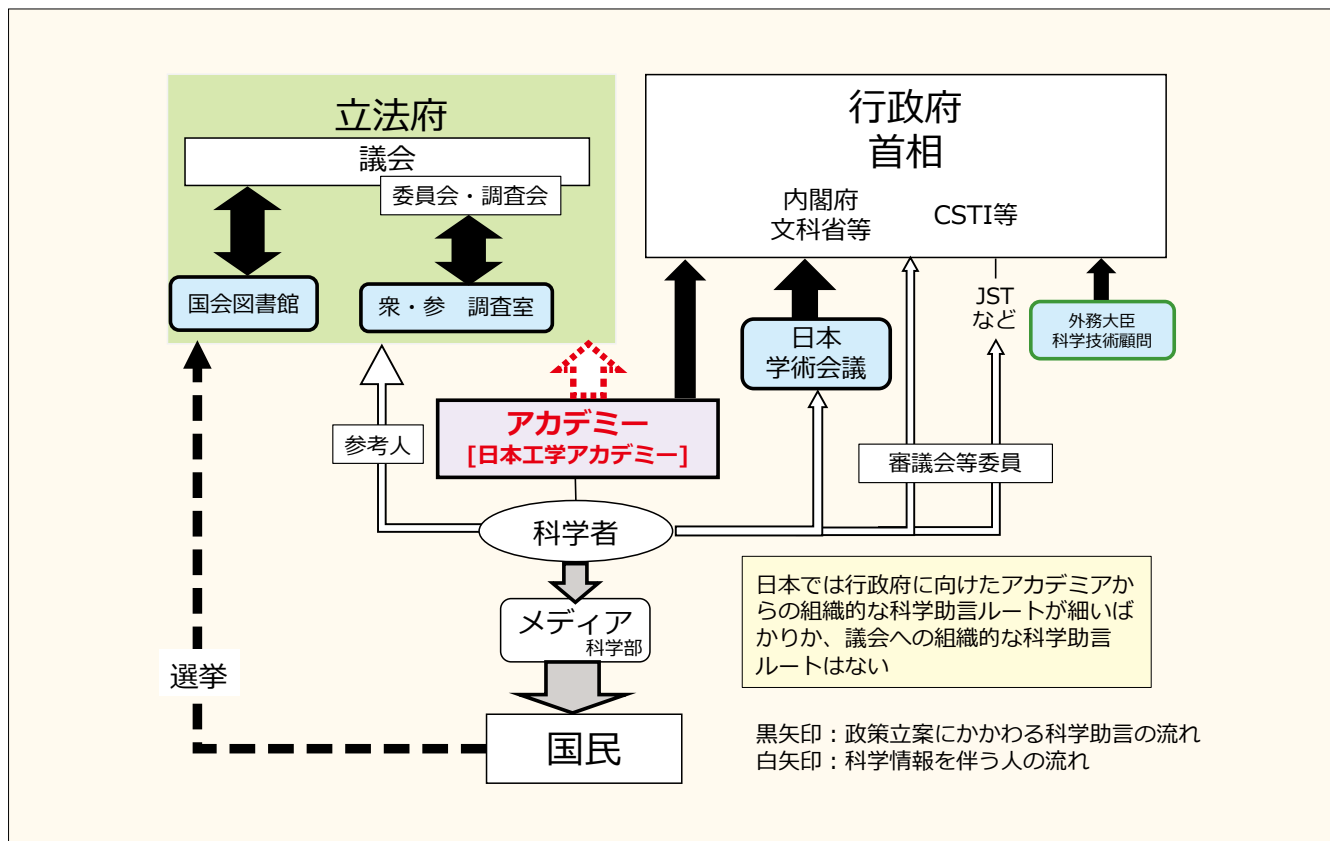 立法府
議会
委員会・調査会
国会図書館
衆・参 調査室
行政府
首相
内閣府
文科省等
CSTI等
JST
など
外務大臣
科学技術顧問
日本
学術会議
アカデミー
[日本工学アカデミー]
参考人
審議会等委員
科学者
メディア
科学部
国民
選挙
日本では行政府に向けたアカデミアか
らの組織的な科学助言ルートが細いば
かりか、議会への組織的な科学助言
ルートはない
黒矢印：政策立案にかかわる科学助言の流れ
白矢印：科学情報を伴う人の流れ